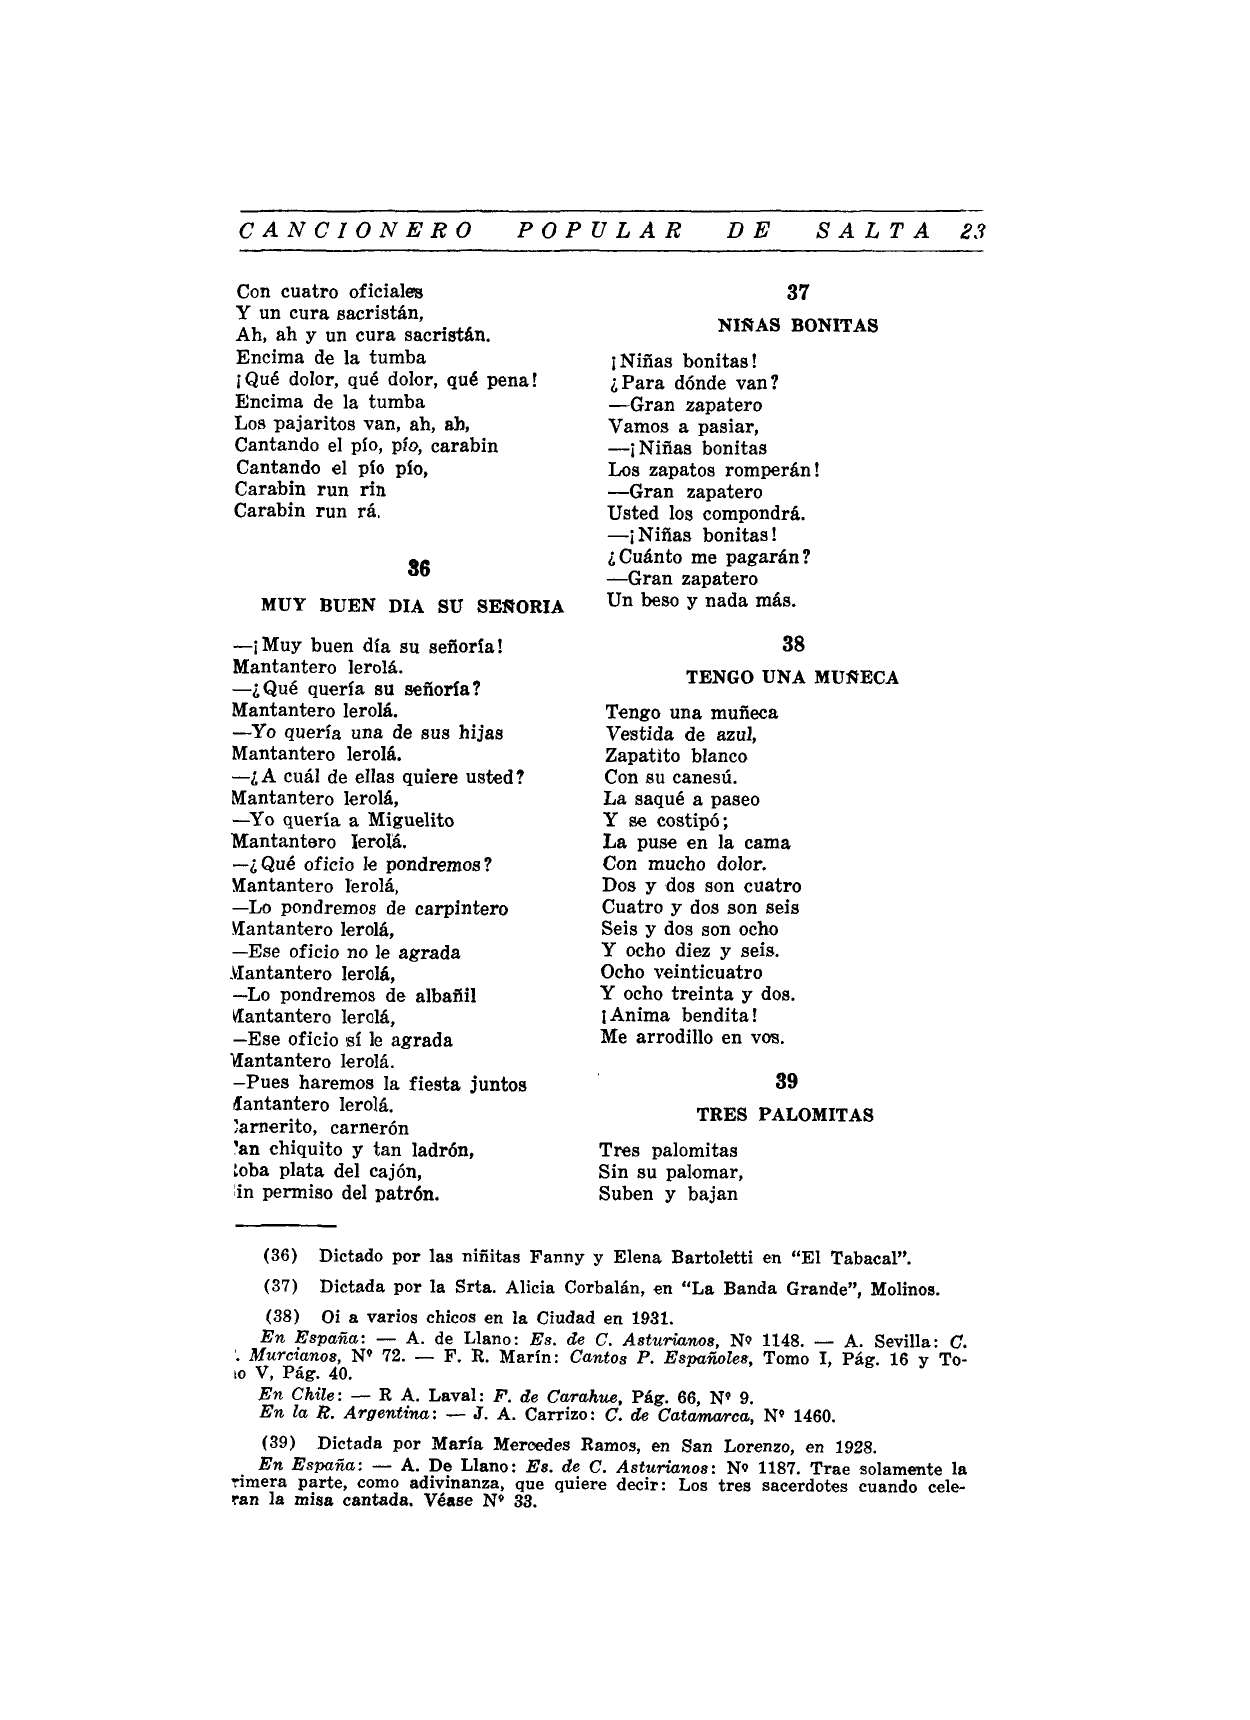 CANCIONERO POPULAR DE SALTA 23
Con cuatro oficiales
Y un cura sacristán,
Ah, ah y un cura sacristán.
Encima de la tumba
¡Qué dolor, qué dolor, qué pena!
Encima de la tumba
Los pajaritos van, ah, ah,
Cantando el pío, pío, carabin
Cantando el pío pío,
Carabin run rin
Carabin run rá.
36
MUY BUEN DIA SU SEÑORIA
—¡Muy buen día su señoría!
Mantantero lerolá.
—¿Qué quería su señoría?
Mantantero lerolá.
—Yo quería una de sus hijas
Mantantero lerolá.
—¿A cuál de ellas quiere usted?
Mantantero lerolá,
—Yo quería a Miguelito
Mantantero lerolá.
—¿Qué oficio le pondremos?
Mantantero lerolá,
—Lo pondremos de carpintero
Mantantero lerolá,
—Ese oficio no le agrada
Mantantero lerolá,
—Lo pondremos de albañil
Mantantero lerolá,
—Ese oficio sí le agrada
Mantantero lerolá.
—Pues haremos la fiesta juntos
Mantantero lerolá.
Carnerito, carnerón
Tan chiquito y tan ladrón,
Roba plata del cajón,
Sin permiso del patrón.
37
NIÑAS BONITAS
¡Niñas bonitas!
¿Para dónde van?
—Gran zapatero
Vamos a pasiar,
—¡Niñas bonitas
Los zapatos romperán!
—Gran zapatero
Usted los compondrá.
—¡Niñas bonitas!
¿Cuánto me pagarán?
—Gran zapatero
Un beso y nada más.
38
TENGO UNA MUÑECA
Tengo una muñeca
Vestida de azul,
Zapatito blanco
Con su canesú.
La saqué a paseo
Y se costipó;
La puse en la cama
Con mucho dolor.
Dos y dos son cuatro
Cuatro y dos son seis
Seis y dos son ocho
Y ocho diez y seis.
Ocho veinticuatro
Y ocho treinta y dos.
¡Anima bendita!
Me arrodillo en vos.
39
TRES PALOMITAS
Tres palomitas
Sin su palomar,
Suben y bajan
(36) Dictado por las niñitas Fanny y Elena Bartoletti en “El Tabacal”.
(37) Dictada por la Srta. Alicia Corbalán, en “La Banda Grande”, Molinos.
(38) Oi a varios chicos en la Ciudad en 1931.
En España: — A. de Llano: Es. de C. Asturianos, Nº 1148. — A. Sevilla: C.
. Murcianos, Nº 72. — F. R. Marín: Cantos P. Españoles, Tomo I, Pág. 16 y To-
mo V, Pág. 40.
En Chile: — R A. Laval: F. de Carahue, Pág. 66, Nº 9.
En la R. Argentina: — J. A. Carrizo: C. de Catamarca, Nº 1460.
(39) Dictada por María Mercedes Ramos, en San Lorenzo, en 1928.
En España: — A. De Llano: Es. de C. Asturianos: Nº 1187. Trae solamente la
primera parte, como adivinanza, que quiere decir: Los tres sacerdotes cuando cele-
bran la misa cantada. Véase Nº 33.